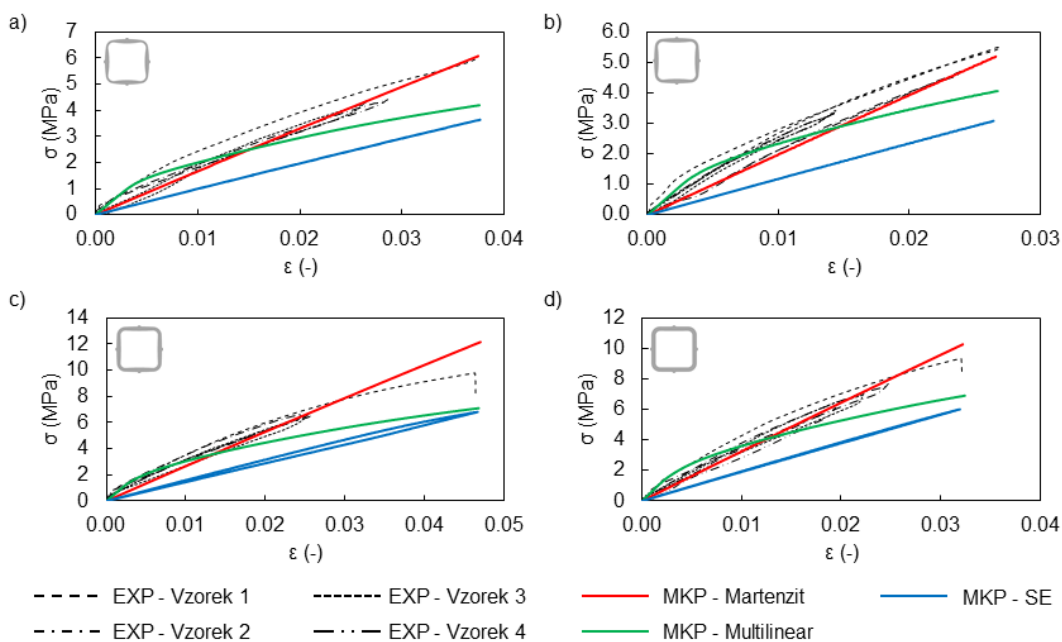 a)
σ (MPa)
7
6
5
4
3
2
1
0
0.00 0.01 0.02 0.03 0.04
ε (-)
b)
σ (MPa)
6.0
5.0
4.0
3.0
2.0
1.0
0.0
0.00 0.01 0.02 0.03
ε (-)
c)
σ (MPa)
14
12
10
8
6
4
2
0
0.00 0.01 0.02 0.03 0.04 0.05
ε (-)
d)
σ (MPa)
12
10
8
6
4
2
0
0.00 0.01 0.02 0.03 0.04
ε (-)
EXP - Vzorek 1 EXP - Vzorek 3 MKP - Martenzit MKP - SE
EXP - Vzorek 2 EXP - Vzorek 4 MKP - Multilinear